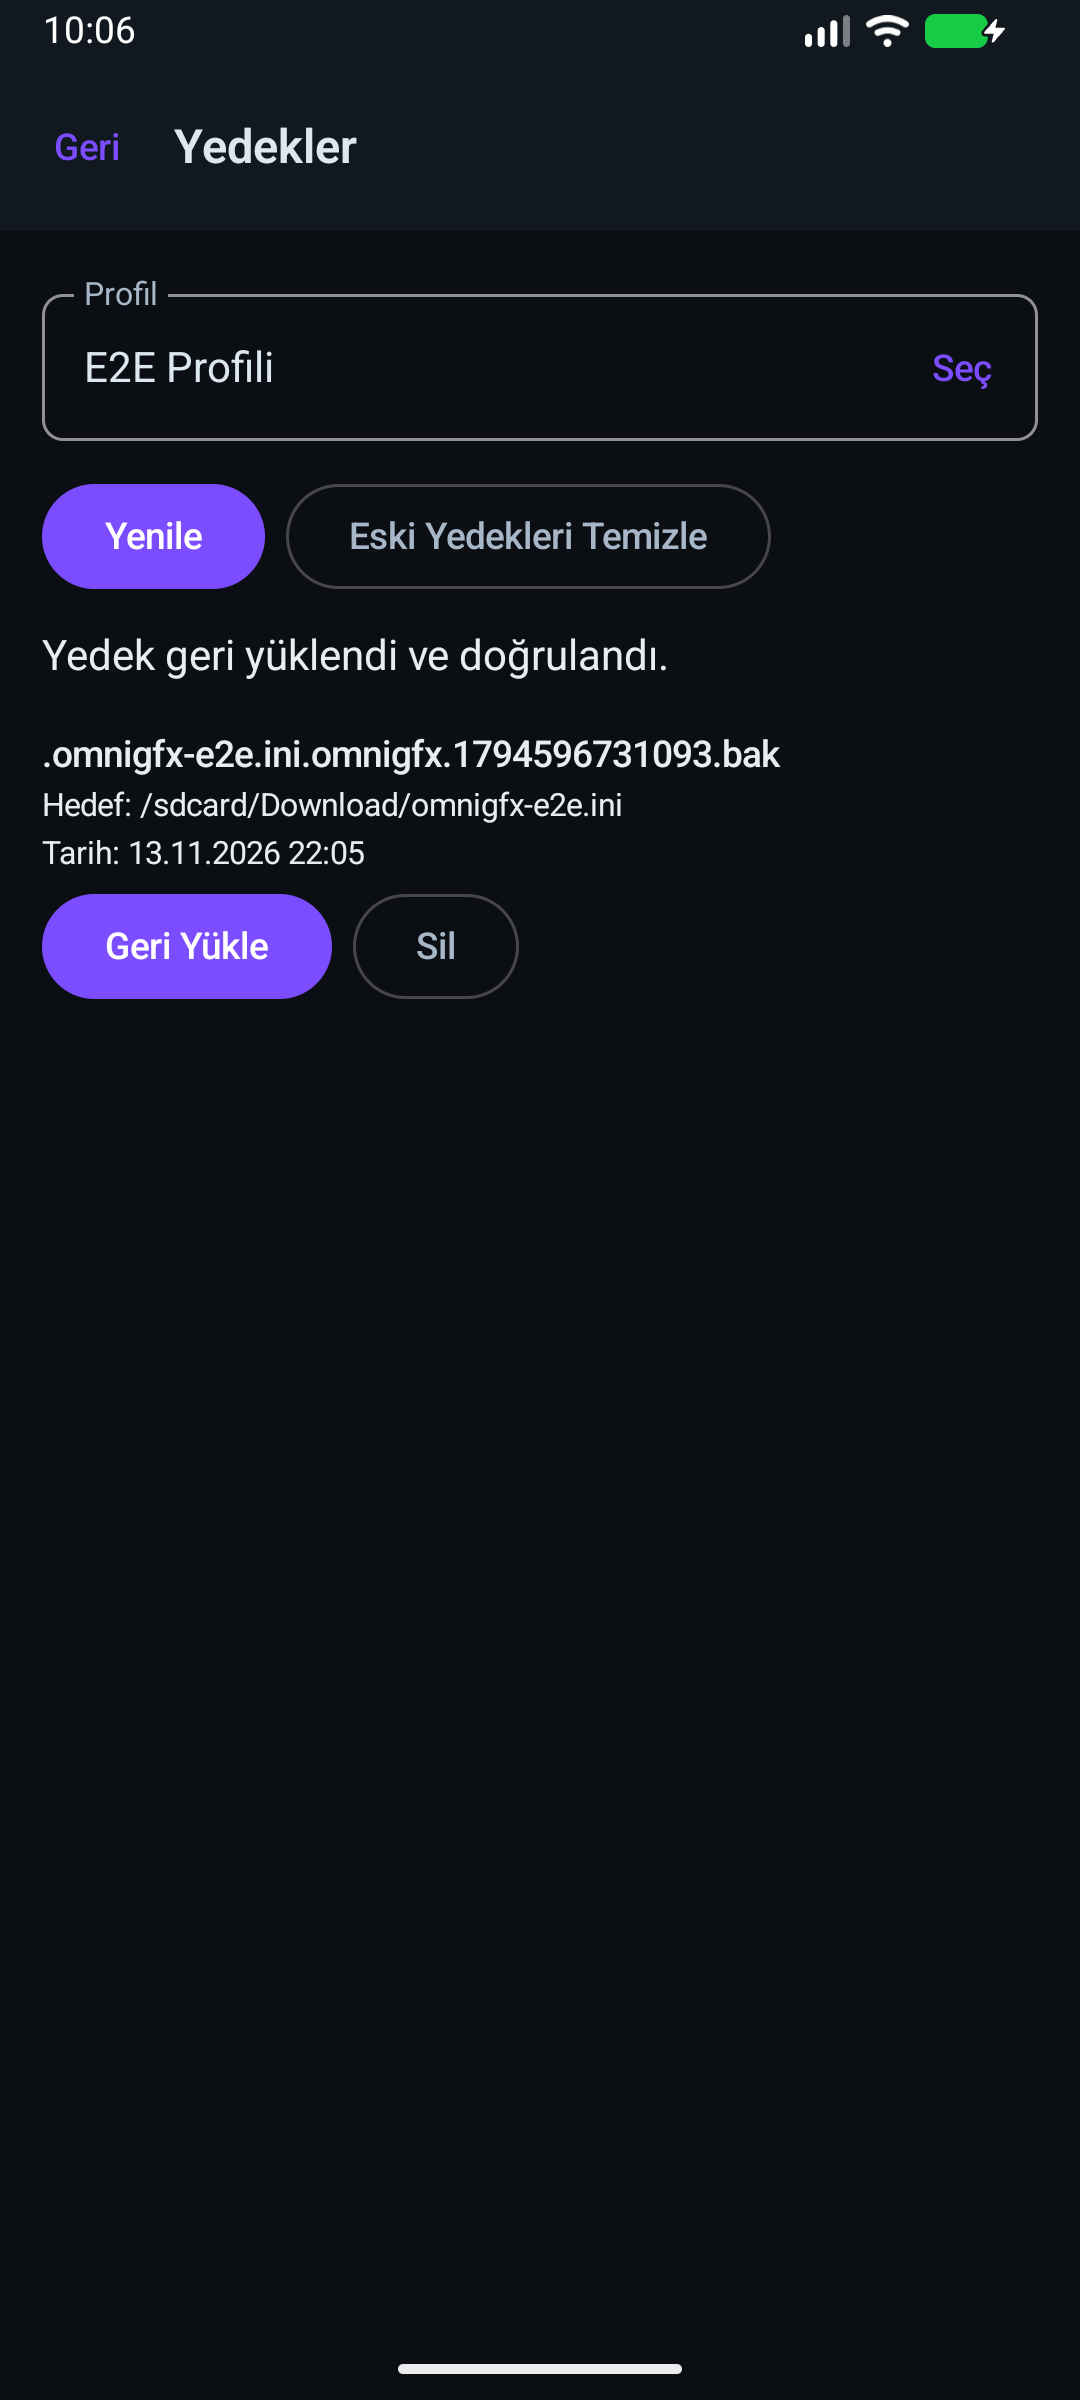 10:06
Geri Yedekler
Profil
E2E Profili Seç
Yenile Eski Yedekleri Temizle
Yedek geri yüklendi ve doğrulandı.
.omnigfx-e2e.ini.omnigfx.1794596731093.bak
Hedef: /sdcard/Download/omnigfx-e2e.ini
Tarih: 13.11.2026 22:05
Geri Yükle Sil